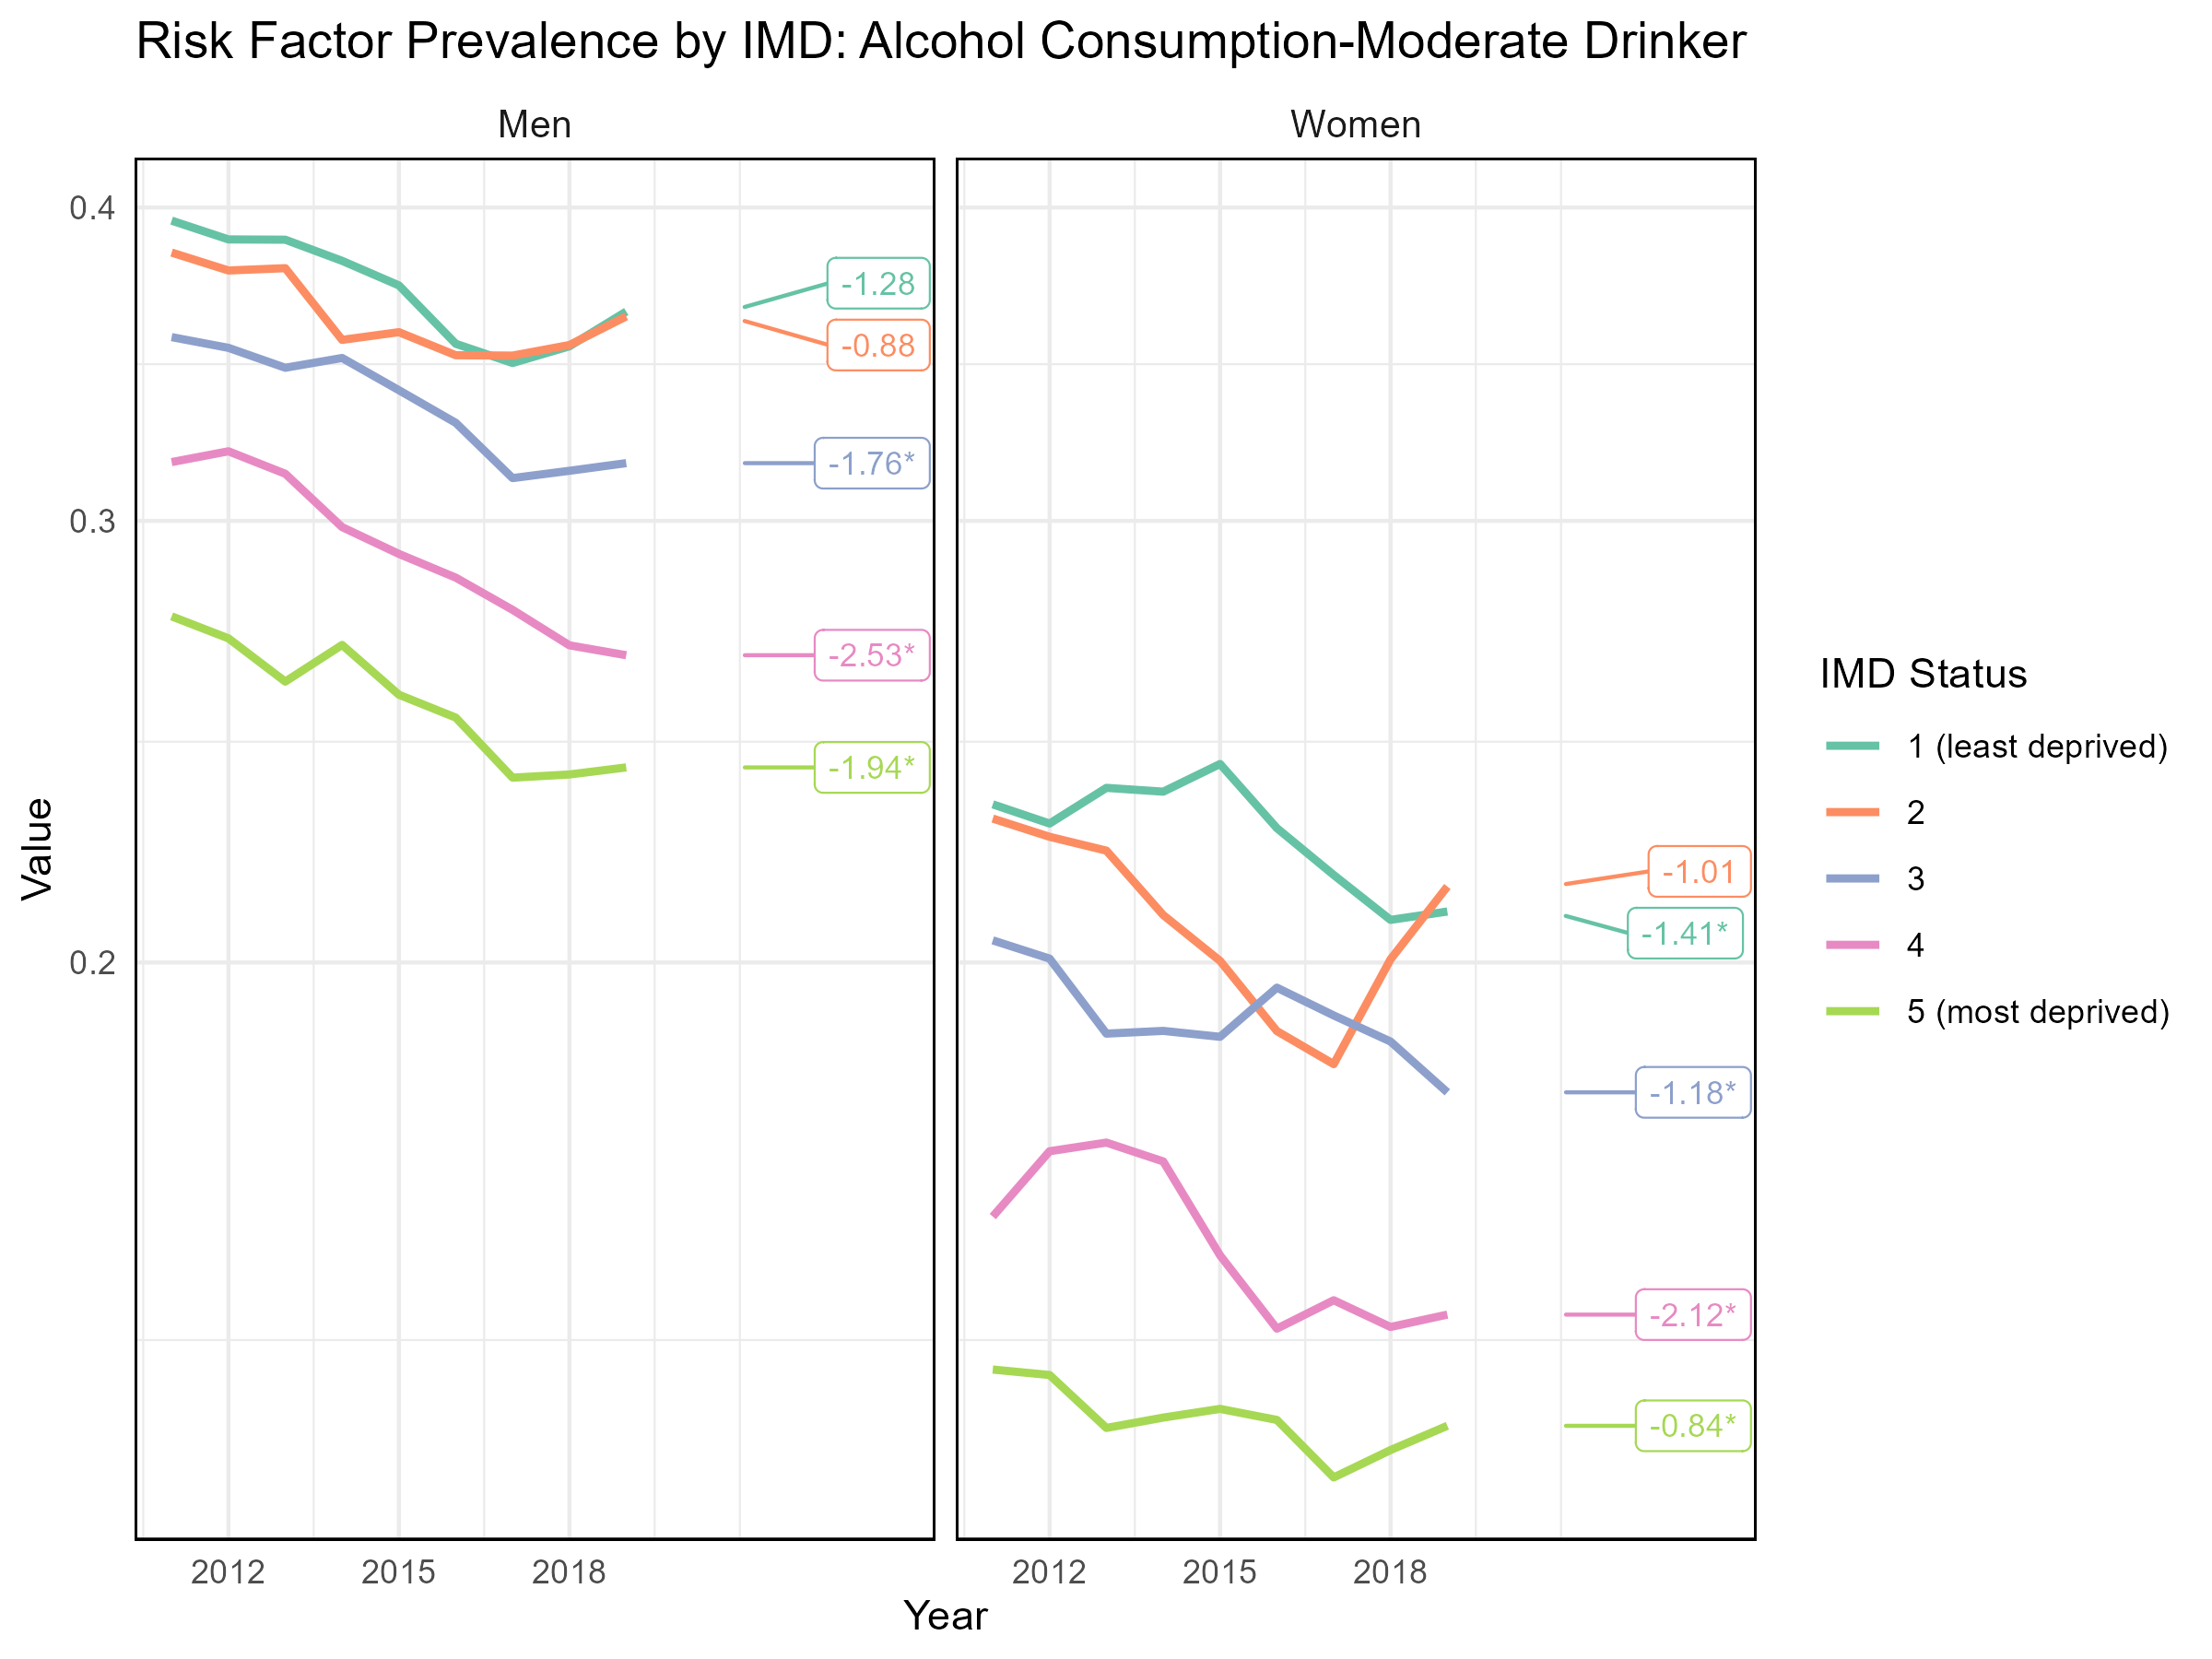 Risk Factor Prevalence by IMD: Alcohol Consumption-Moderate Drinker
Men
Women
0.4
0.3
0.2
Value
-1.28
-0.88
-1.76*
-2.53*
-1.94*
-1.01
-1.41*
-1.18*
-2.12*
-0.84*
2012
2015
2018
2012
2015
2018
Year
IMD Status
1 (least deprived)
2
3
4
5 (most deprived)